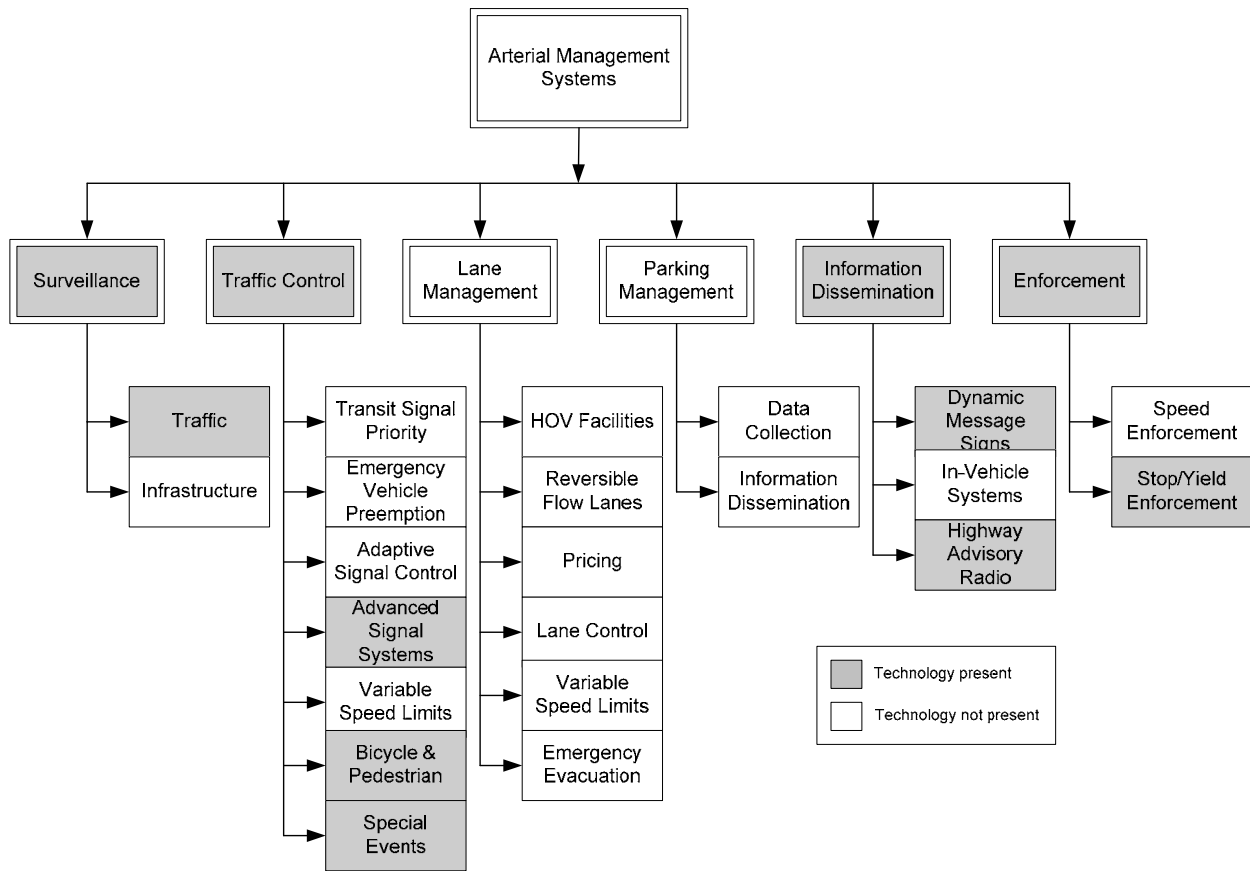 Arterial Management
Systems
Surveillance
Traffic Control
Lane
Management
Parking
Management
Information
Dissemination
Enforcement
Traffic
Infrastructure
Transit Signal
Priority
Emergency
Vehicle
Preemption
Adaptive
Signal Control
Advanced
Signal
Systems
Variable
Speed Limits
Bicycle &
Pedestrian
Special
Events
HOV Facilities
Reversible
Flow Lanes
Pricing
Lane Control
Variable
Speed Limits
Emergency
Evacuation
Data
Collection
Information
Dissemination
Dynamic
Message
Signs
In-Vehicle
Systems
Highway
Advisory
Radio
Speed
Enforcement
Stop/Yield
Enforcement
Technology present
Technology not present